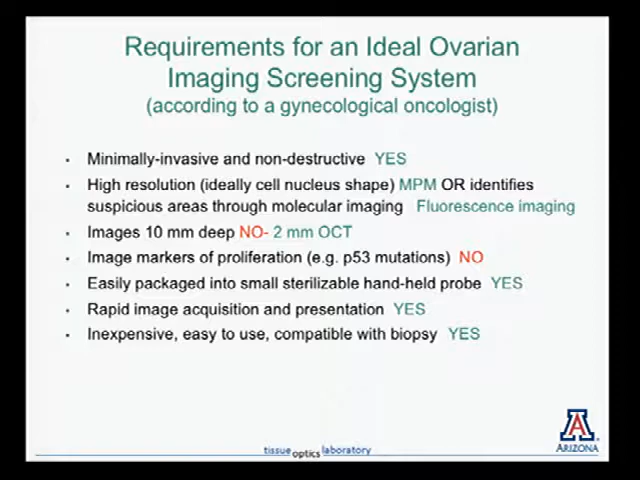 Requirements for an Ideal Ovarian
Imaging Screening System
(according to a gynecological oncologist)
• Minimally-invasive and non-destructive YES
• High resolution (ideally cell nucleus shape) MPM OR identifies
suspicious areas through molecular imaging Fluorescence imaging
• Images 10 mm deep NO- 2 mm OCT
• Image markers of proliferation (e.g. p53 mutations) NO
• Easily packaged into small sterilizable hand-held probe YES
• Rapid image acquisition and presentation YES
• Inexpensive, easy to use, compatible with biopsy YES
tissue optics laboratory
A
ARIZONA